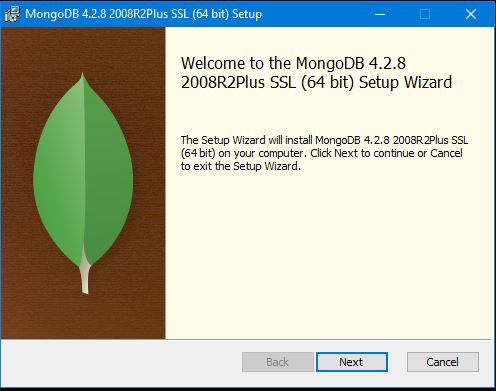 MongoDB 4.2.8 2008R2Plus SSL (64 bit) Setup
Welcome to the MongoDB 4.2.8
2008R2Plus SSL (64 bit) Setup Wizard
The Setup Wizard will install MongoDB 4.2.8 2008R2Plus SSL
(64 bit) on your computer. Click Next to continue or Cancel
to exit the Setup Wizard.
Back Next Cancel